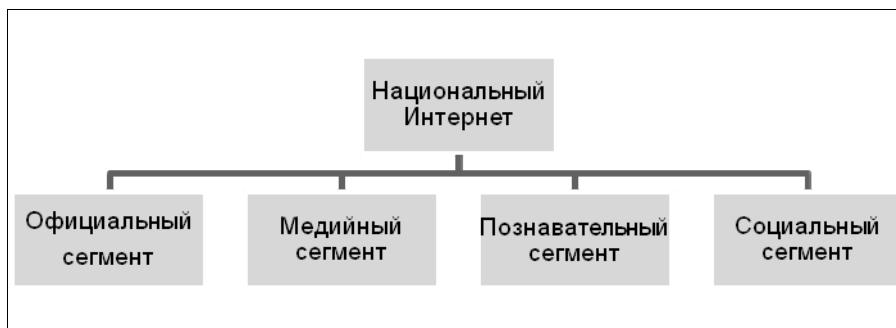 Национальный
Интернет
Официальный
сегмент
Медийный
сегмент
Познавательный
сегмент
Социальный
сегмент